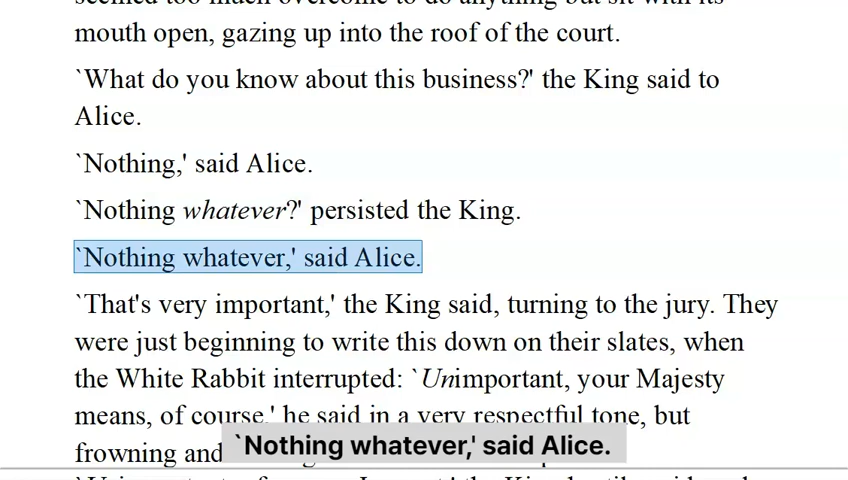 mouth open, gazing up into the roof of the court.
`What do you know about this business?' the King said to
Alice.
`Nothing,' said Alice.
`Nothing whatever?' persisted the King.
`Nothing whatever,' said Alice.
`That's very important,' the King said, turning to the jury. They
were just beginning to write this down on their slates, when
the White Rabbit interrupted: `Unimportant, your Majesty
means, of course,' he said in a very respectful tone, but
frowning and
`Nothing whatever,' said Alice.